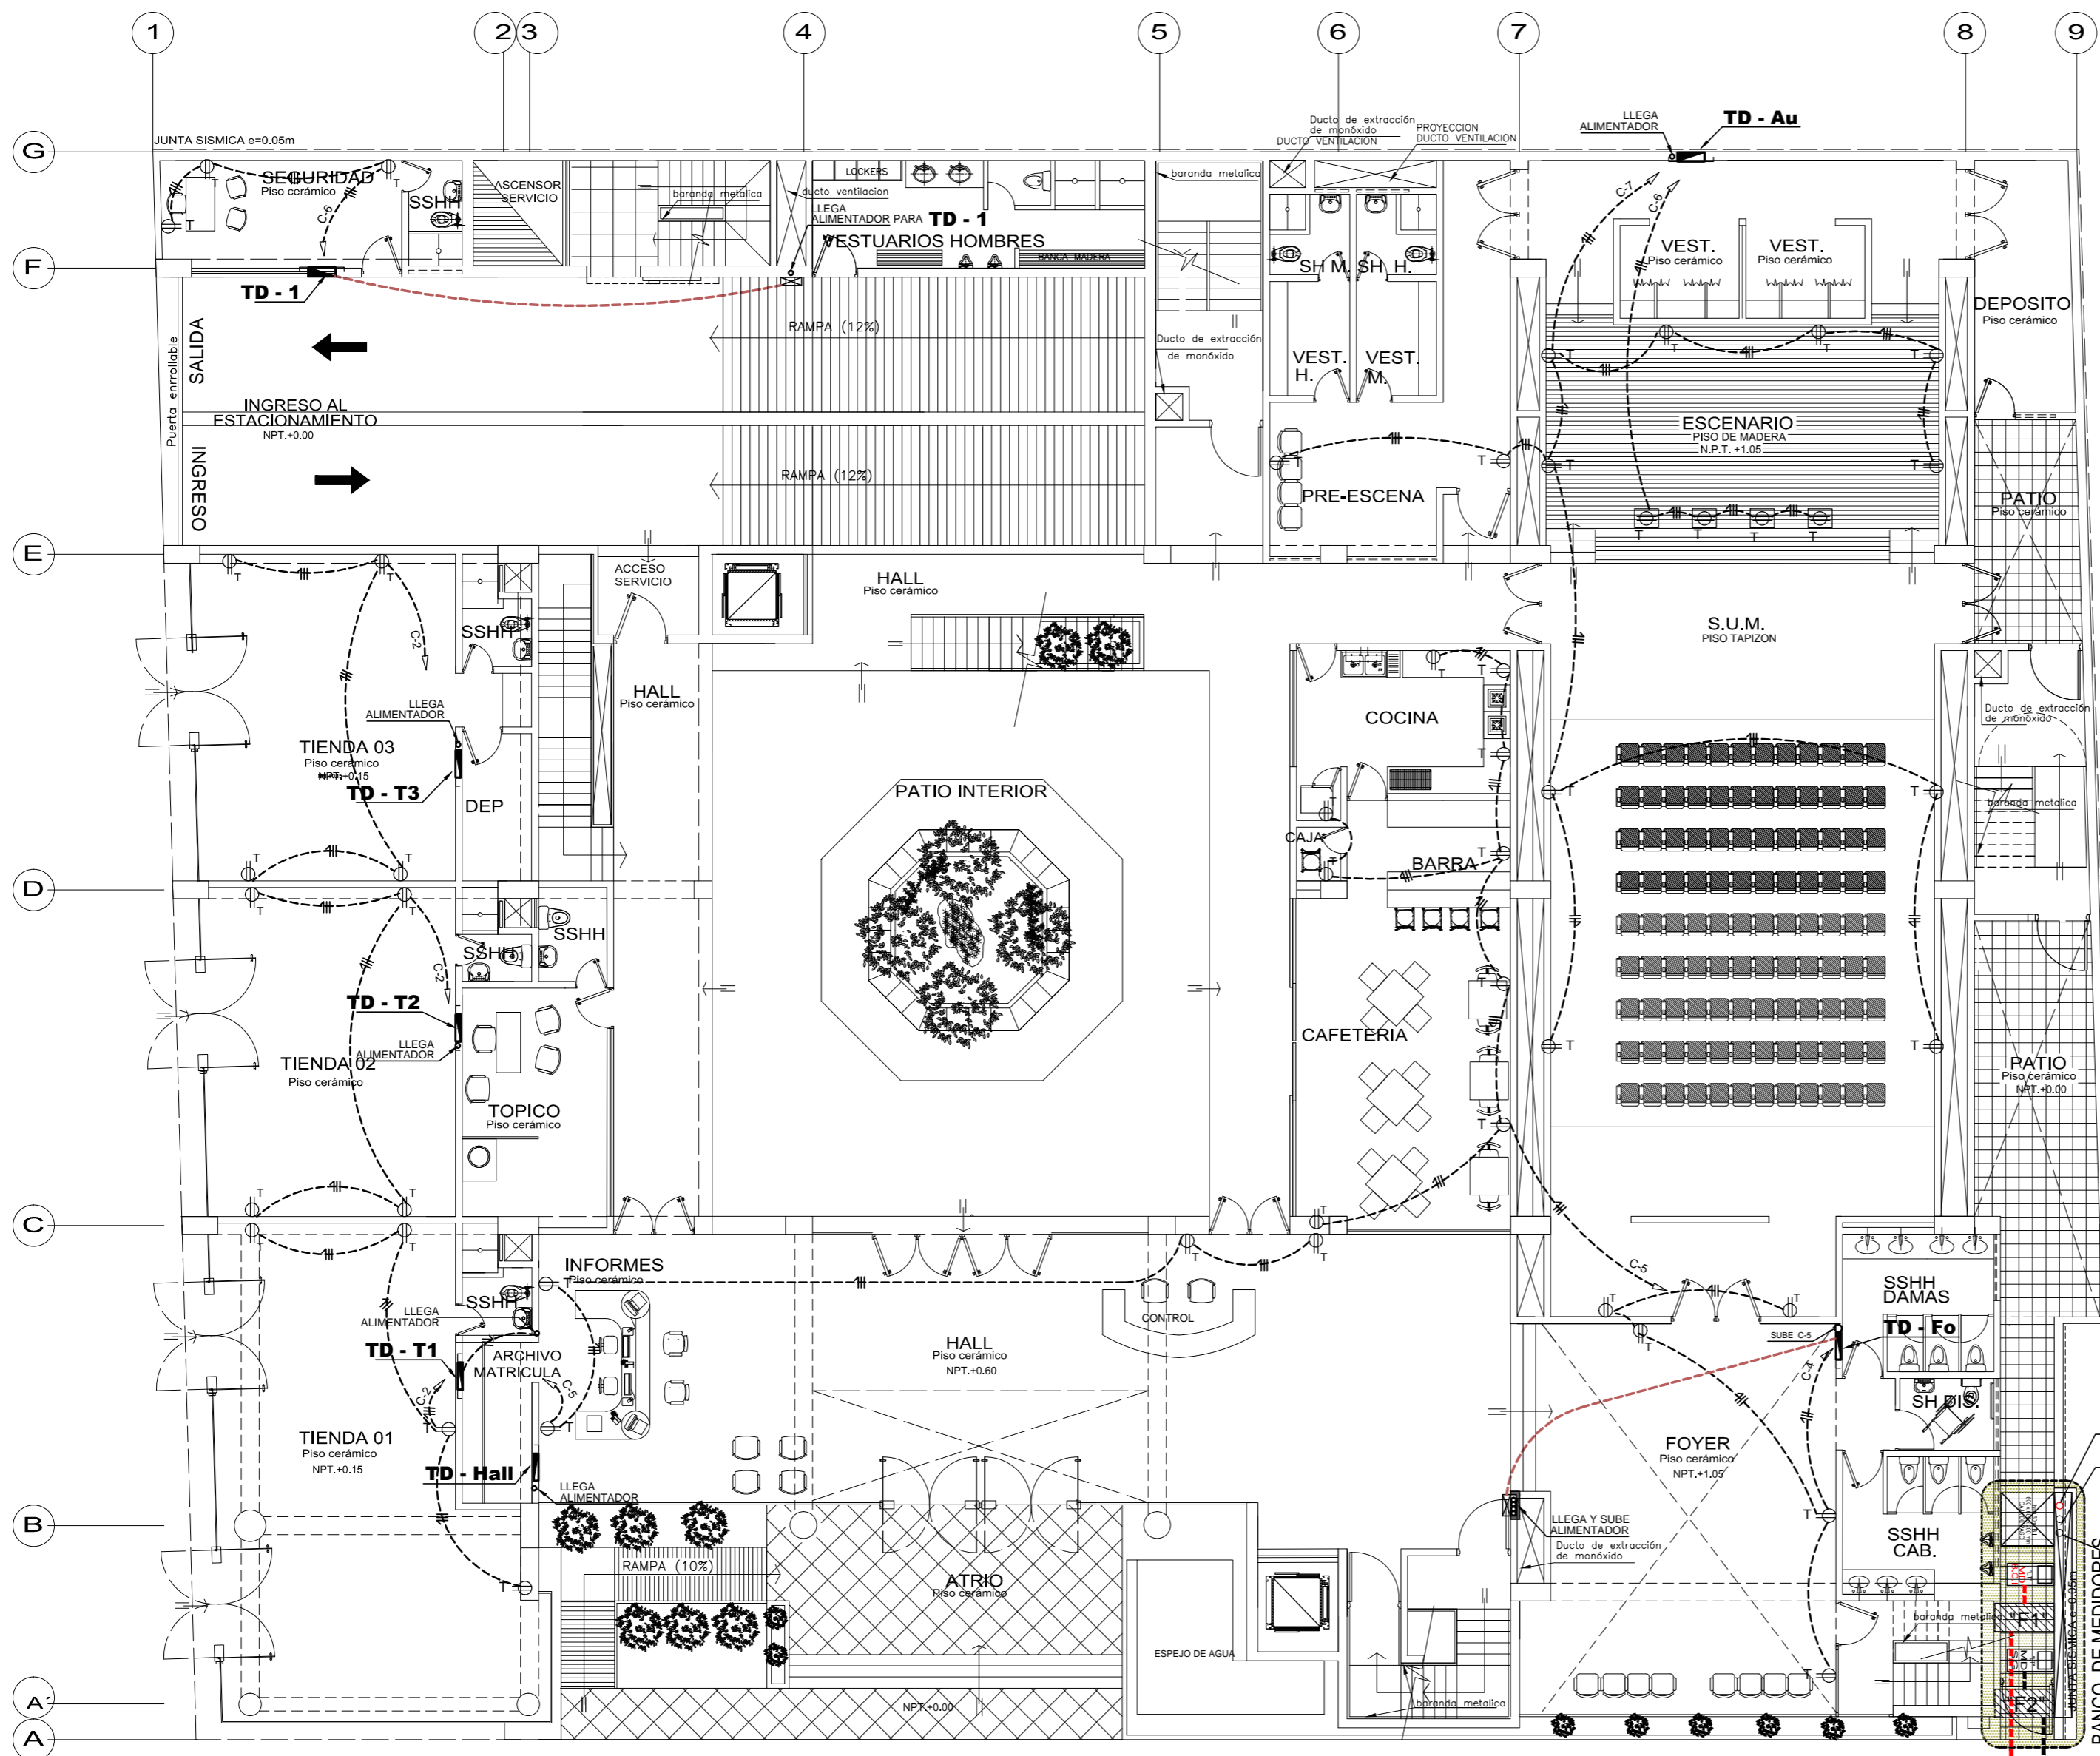 1
2
3
4
5
6
7
8
9
G
F
E
D
C
B
A'
A
JUNTA SISMICA e=0.05m
SEGURIDAD
Piso cerámico
C-6
SSHH
ASCENSOR
SERVICIO
baranda metalica
ducto ventilacion
LLEGA
ALIMENTADOR PARA TD - 1
LOCKERS
VESTUARIOS HOMBRES
BANCA MADERA
baranda metalica
Ducto de extracción
de monóxido
DUCTO VENTILACION
PROYECCION
DUCTO VENTILACION
LLEGA
ALIMENTADOR
TD - Au
C-7
C-6
SH M.
SH H.
VEST.
Piso cerámico
VEST.
Piso cerámico
DEPOSITO
Piso cerámico
TD - 1
Puerta enrrollable
SALIDA
INGRESO
INGRESO AL
ESTACIONAMIENTO
NPT.+0.00
RAMPA (12%)
RAMPA (12%)
Ducto de extracción
de monóxido
VEST.
H.
VEST.
M.
ESCENARIO
PISO DE MADERA
N.P.T. +1.05
PRE-ESCENA
PATIO
Piso cerámico
ACCESO
SERVICIO
HALL
Piso cerámico
S.U.M.
PISO TAPIZON
C-2
SSHH
HALL
Piso cerámico
LLEGA
ALIMENTADOR
TIENDA 03
Piso cerámico
TD - T3
DEP
COCINA
Ducto de extracción
de monóxido
PATIO INTERIOR
baranda metalica
CAJA
BARRA
SSHH
SSHH
C-2
TD - T2
LLEGA
ALIMENTADOR
TIENDA 02
Piso cerámico
TOPICO
Piso cerámico
CAFETERIA
PATIO
Piso cerámico
NPT.+0.00
INFORMES
Piso cerámico
SSHH
LLEGA
ALIMENTADOR
TD - T1
ARCHIVO
MATRICULA
C-2
C-5
CONTROL
HALL
Piso cerámico
NPT.+0.60
C-5
SSHH
DAMAS
SUBE C-5
TD - Fo
C-4
SH DIS.
TIENDA 01
Piso cerámico
NPT.+0.15
TD - Hall
LLEGA
ALIMENTADOR
FOYER
Piso cerámico
NPT.+1.05
LLEGA Y SUBE
ALIMENTADOR
Ducto de extracción
de monóxido
SSHH
CAB.
RAMPA (10%)
ATRIO
Piso cerámico
ESPEJO DE AGUA
baranda metalica
baranda metalica
NPT.+0.00
"F1"
"F2"
JUNTA SISMICA e=0.05m
BANCO DE MEDIDORES